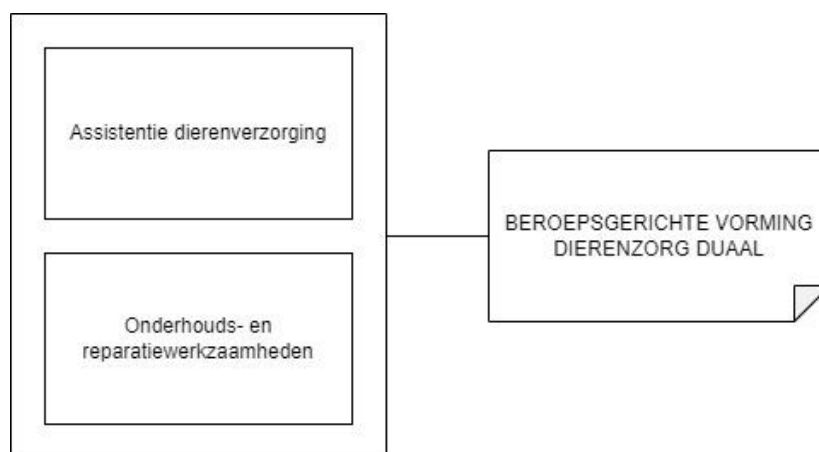 Assistentie dierenverzorging
BEROEPSGERICHTE VORMING
DIERENZORG DUAAL
Onderhouds- en
reparatiewerkzaamheden